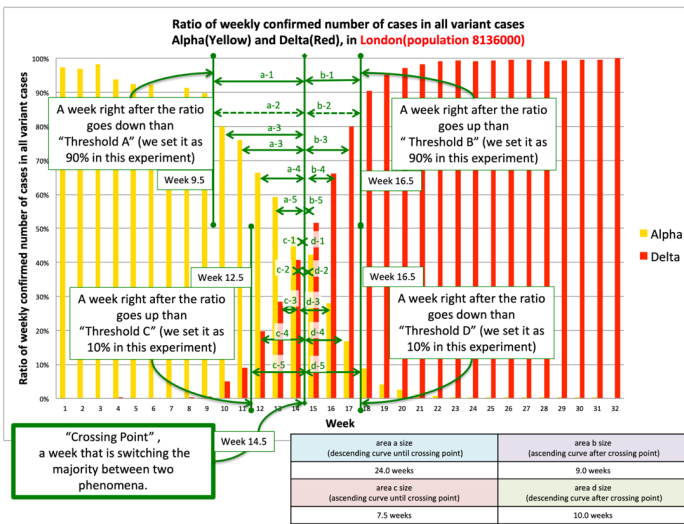 Ratio of weekly confirmed number of cases in all variant cases
Alpha(Yellow) and Delta(Red), in London(population 8136000)
Ratio of weekly confirmed number of cases in all variant cases
100%
90%
80%
70%
60%
50%
40%
30%
20%
10%
0%
a-1
b-1
a-2
b-2
a-3
a-3
b-3
a-4
b-4
a-5
b-5
c-1
d-1
c-2
d-2
c-3
d-3
c-4
d-4
c-5
d-5
A week right after the ratio
goes down than
"Threshold A" (we set it as
90% in this experiment)
Week 9.5
A week right after the ratio
goes up than
" Threshold B" (we set it as
90% in this experiment)
Week 16.5
Week 12.5
A week right after the ratio
goes up than
"Threshold C" (we set it as
10% in this experiment)
Week 16.5
A week right after the ratio
goes down than
"Threshold D" (we set it as
10% in this experiment)
Alpha
Delta
1 2 3 4 5 6 7 8 9 10 11 12 13 14 15 16 17 18 19 20 21 22 23 24 25 26 27 28 29 30 31 32
Week
Week 14.5
"Crossing Point" ,
a week that is switching the
majority between two
phenomena.
area a size
(descending curve until crossing point)
area b size
(ascending curve after crossing point)
24.0 weeks
9.0 weeks
area c size
(ascending curve until crossing point)
area d size
(descending curve after crossing point)
7.5 weeks
10.0 weeks